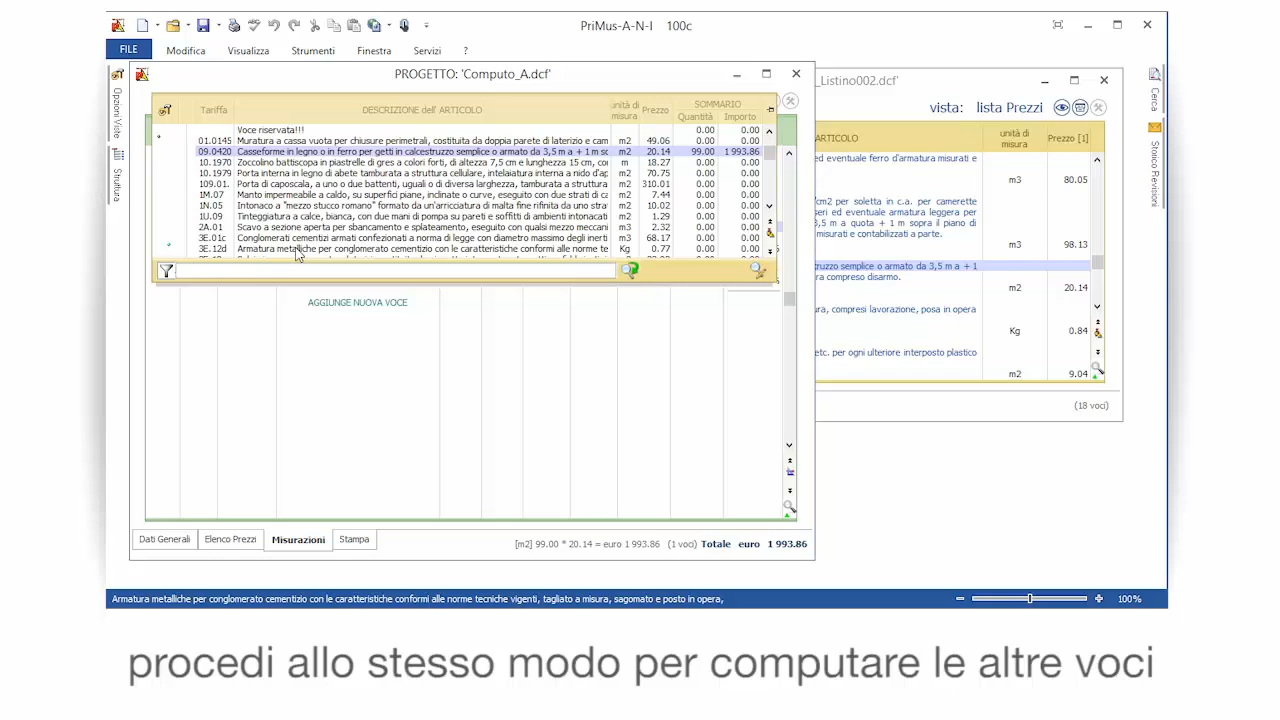 PriMus-A-N-I 100c
FILE Modifica Visualizza Strumenti Finestra Servizi ?
Opzioni Viste
Struttura
Cerca
Storico Revisioni
PROGETTO: 'Computo_A.dcf'
Tariffa DESCRIZIONE dell' ARTICOLO unità di misura Prezzo SOMMARIO Quantità Importo
Voce riservata!!! 0.00 0.00
01.0145 Muratura a cassa vuota per chiusure perimetrali, costituita da doppia parete di laterizio e cam m2 49.06 0.00 0.00
09.0420 Casseforme in legno o in ferro per getti in calcestruzzo semplice o armato da 3,5 m a + 1 m so m2 20.14 99.00 1 993.86
10.1970 Zoccolino battiscopa in piastrelle di gres a colori forti, di altezza 7,5 cm e lunghezza 15 cm, co m 18.27 0.00 0.00
10.1979 Porta interna in legno di abete tamburata a struttura cellulare, intelaiatura interna a nido d'ap m2 70.75 0.00 0.00
109.01. Porta di caposcala, a uno o due battenti, uguali o di diversa larghezza, tamburata a struttura m2 310.01 0.00 0.00
1M.07 Manto impermeabile a caldo, su superfici piane, inclinate o curve, eseguito con due strati di ca m2 7.44 0.00 0.00
1N.05 Intonaco a "mezzo stucco romano" formato da un'arricciatura di malta fine rifinita da uno stra m2 10.02 0.00 0.00
1U.09 Tinteggiatura a calce, bianca, con due mani di pompa su pareti e soffitti di ambienti intonacati m2 1.29 0.00 0.00
2A.01 Scavo a sezione aperta per sbancamento e splateamento, eseguito con qualsi mezzo meccani m3 2.32 0.00 0.00
3E.01c Conglomerati cementizi armati confezionati a norma di legge con diametro massimo degli inerti m3 68.17 0.00 0.00
3E.12d Armatura metalliche per conglomerato cementizio con le caratteristiche conformi alle norme te Kg 0.77 0.00 0.00
AGGIUNGE NUOVA VOCE
Dati Generali Elenco Prezzi Misurazioni Stampa
[m2] 99.00 * 20.14 = euro 1 993.86 (1 voci) Totale euro 1 993.86
_Listino002.dcf'
vista: lista Prezzi
ARTICOLO unità di misura Prezzo [1]
ed eventuale ferro d'armatura misurati e
m3 80.05
/cm2 per soletta in c.a. per camerette
seri ed eventuale armatura leggera per
3,5 m a quota + 1 m sopra il piano di
misurati e contabilizzati a parte.
m3 98.13
struzzo semplice o armato da 3,5 m a + 1
ra compreso disarmo.
m2 20.14
ura, compresi lavorazione, posa in opera
Kg 0.84
etc. per ogni ulteriore interposto plastico
m2 9.04
(18 voci)
Armatura metalliche per conglomerato cementizio con le caratteristiche conformi alle norme tecniche vigenti, tagliato a misura, sagomato e posto in opera,
100%
procedi allo stesso modo per computare le altre voci